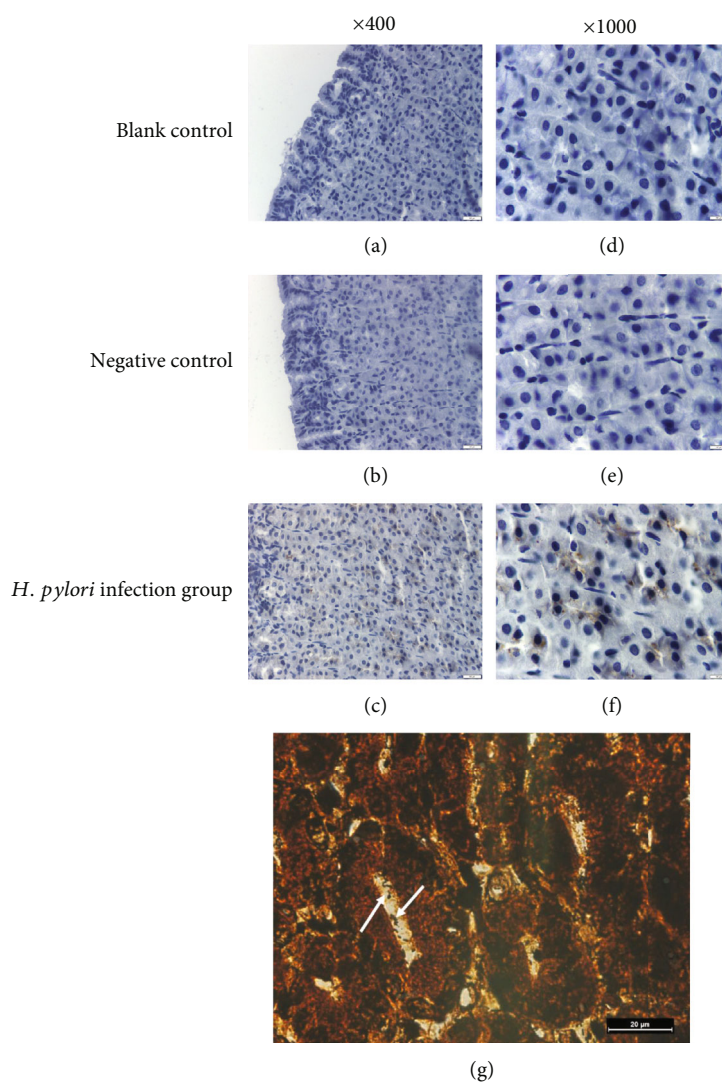 ×400 ×1000
Blank control
(a) (d)
Negative control
(b) (e)
H. pylori infection group
(c) (f)
20 µm
(g)